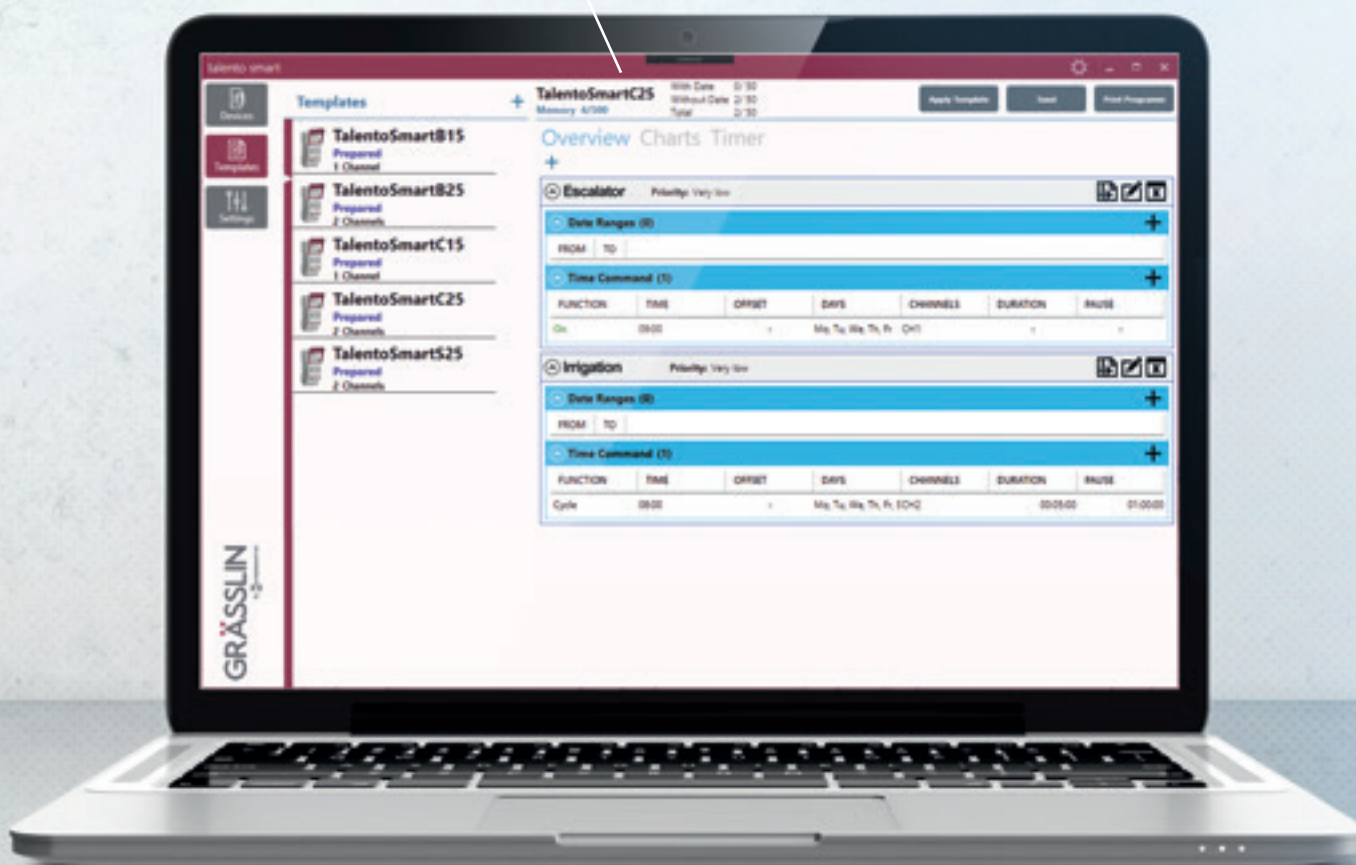 talento smart
Devices
Templates
Settings
GRÄSSLIN
Templates +
TalentoSmartB15
Prepared
1 Channel
TalentoSmartB25
Prepared
2 Channels
TalentoSmartC15
Prepared
1 Channel
TalentoSmartC25
Prepared
2 Channels
TalentoSmartS25
Prepared
2 Channels
TalentoSmartC25
Memory 4/500
With Date 0/50
Without Date 2/50
Total 2/50
Apply Template Send Print Programme
Overview Charts Timer
+
Escalator Priority: Very low
Date Ranges (0) +
FROM TO
Time Command (1) +
FUNCTION TIME OFFSET DAYS CHANNELS DURATION PAUSE
On 09:00 - Mo, Tu, We, Th, Fr CH1 - -
Irrigation Priority: Very low
Date Ranges (0) +
FROM TO
Time Command (1) +
FUNCTION TIME OFFSET DAYS CHANNELS DURATION PAUSE
Cycle 08:00 - Mo, Tu, We, Th, Fr, CH2 00:05:00 01:00:00